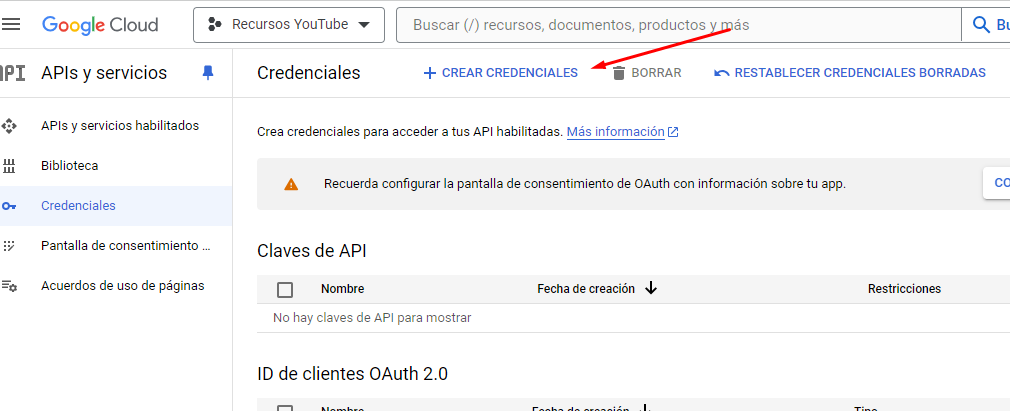 Google Cloud
Recursos YouTube
Buscar (/) recursos, documentos, productos y más
API
APIs y servicios
Credenciales
CREAR CREDENCIALES
BORRAR
RESTABLECER CREDENCIALES BORRADAS
APIs y servicios habilitados
Biblioteca
Credenciales
Pantalla de consentimiento ...
Acuerdos de uso de páginas
Crea credenciales para acceder a tus API habilitadas. Más información
Recuerda configurar la pantalla de consentimiento de OAuth con información sobre tu app.
Claves de API
Nombre
Fecha de creación
Restricciones
No hay claves de API para mostrar
ID de clientes OAuth 2.0
Nombre
Fecha de creación
Tipo